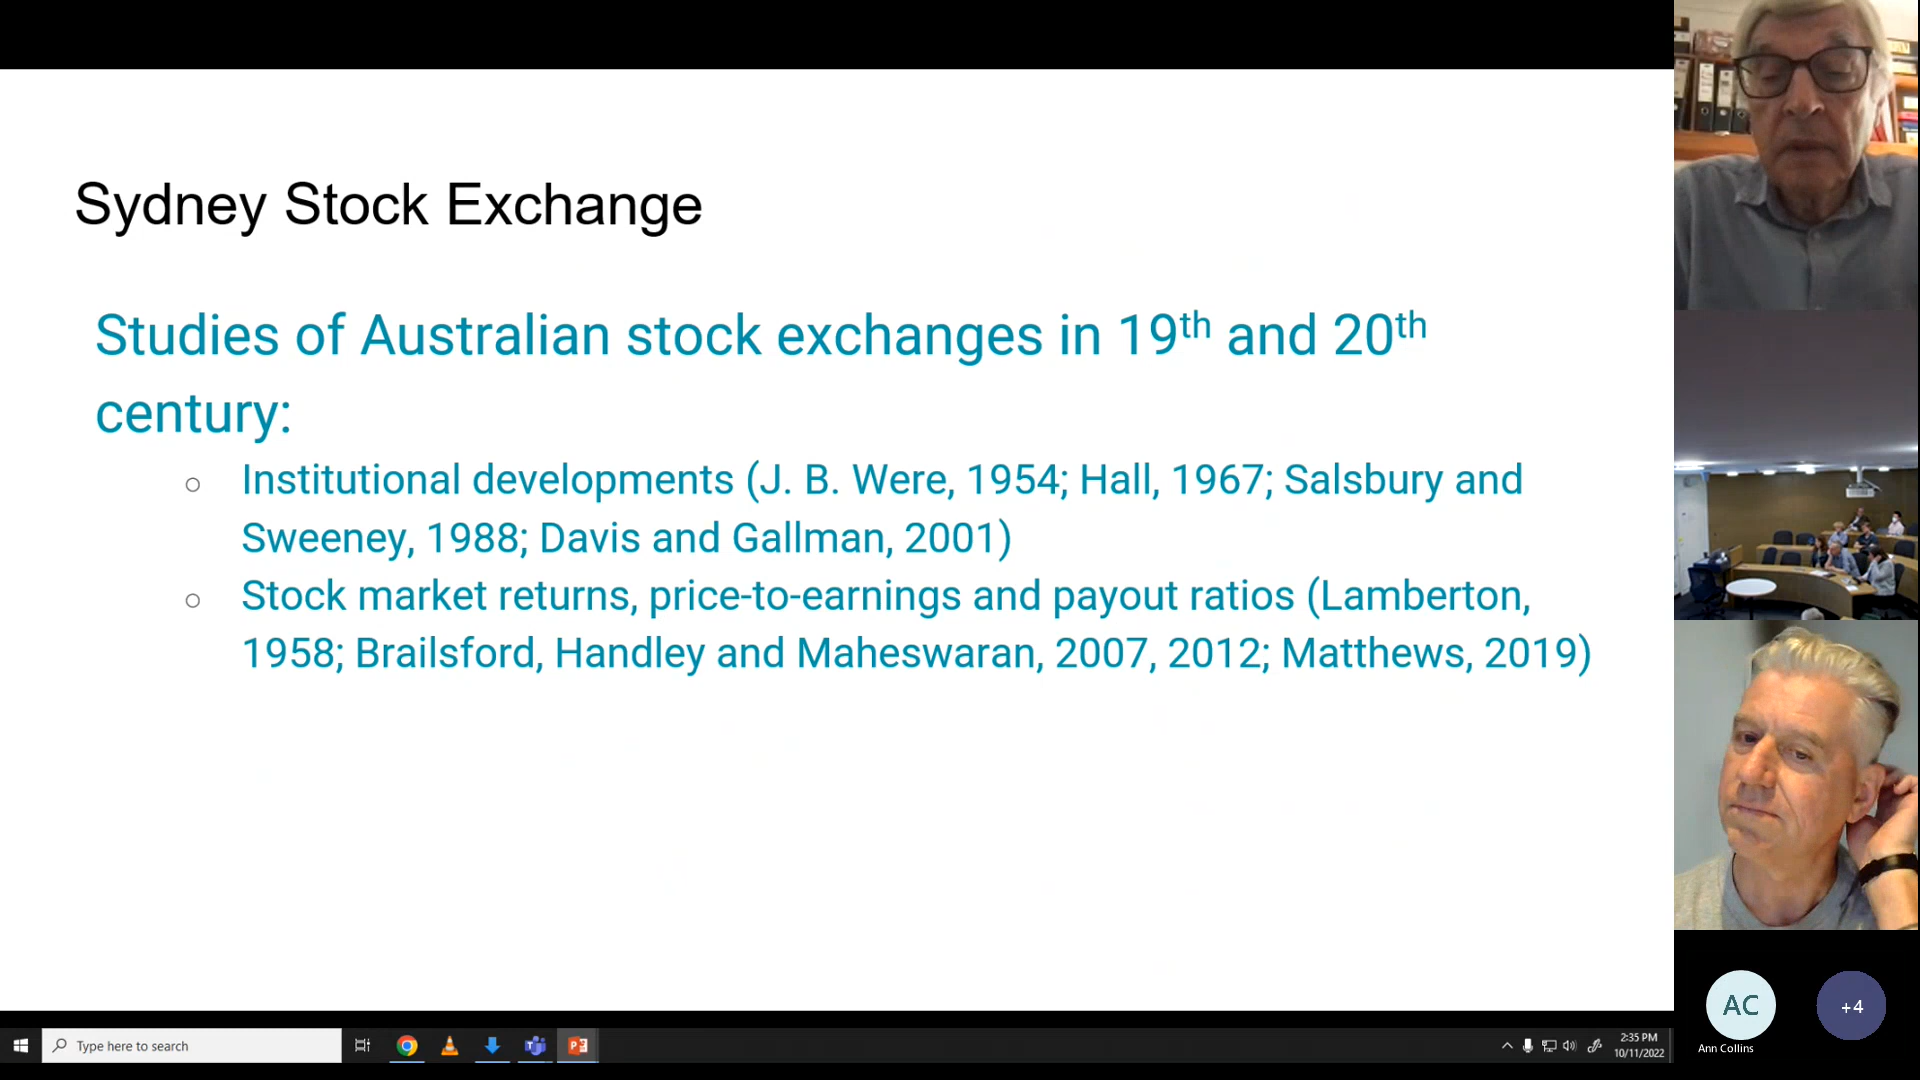 Sydney Stock Exchange
Studies of Australian stock exchanges in 19th and 20th
century:
Institutional developments (J. B. Were, 1954; Hall, 1967; Salsbury and
Sweeney, 1988; Davis and Gallman, 2001)
Stock market returns, price-to-earnings and payout ratios (Lamberton,
1958; Brailsford, Handley and Maheswaran, 2007, 2012; Matthews, 2019)
AC
+4
Ann Collins
Type here to search
2:35 PM
10/11/2022